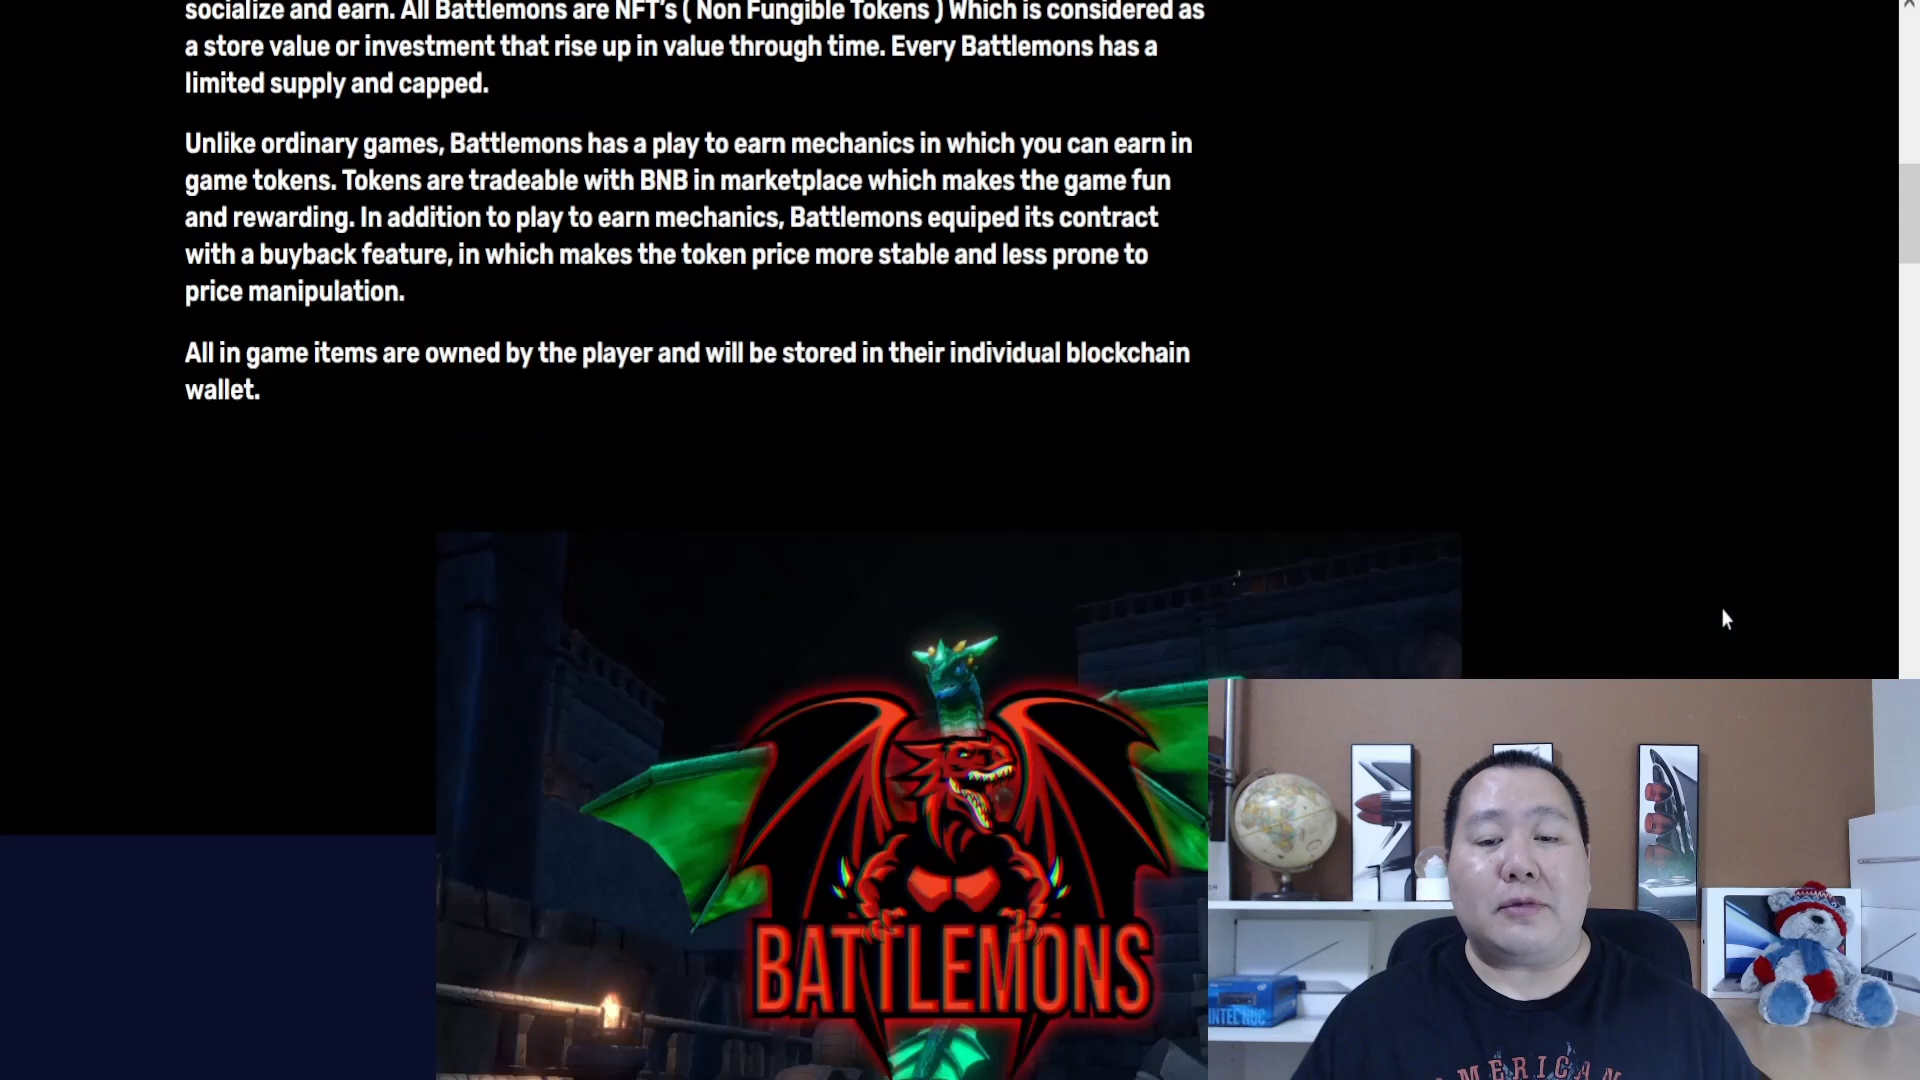 socialize and earn. All Battlemons are NFT's ( Non Fungible Tokens ) Which is considered as
a store value or investment that rise up in value through time. Every Battlemons has a
limited supply and capped.
Unlike ordinary games, Battlemons has a play to earn mechanics in which you can earn in
game tokens. Tokens are tradeable with BNB in marketplace which makes the game fun
and rewarding. In addition to play to earn mechanics, Battlemons equiped its contract
with a buyback feature, in which makes the token price more stable and less prone to
price manipulation.
All in game items are owned by the player and will be stored in their individual blockchain
wallet.
BATTLEMONS
INTEL NUC
AMERICAN